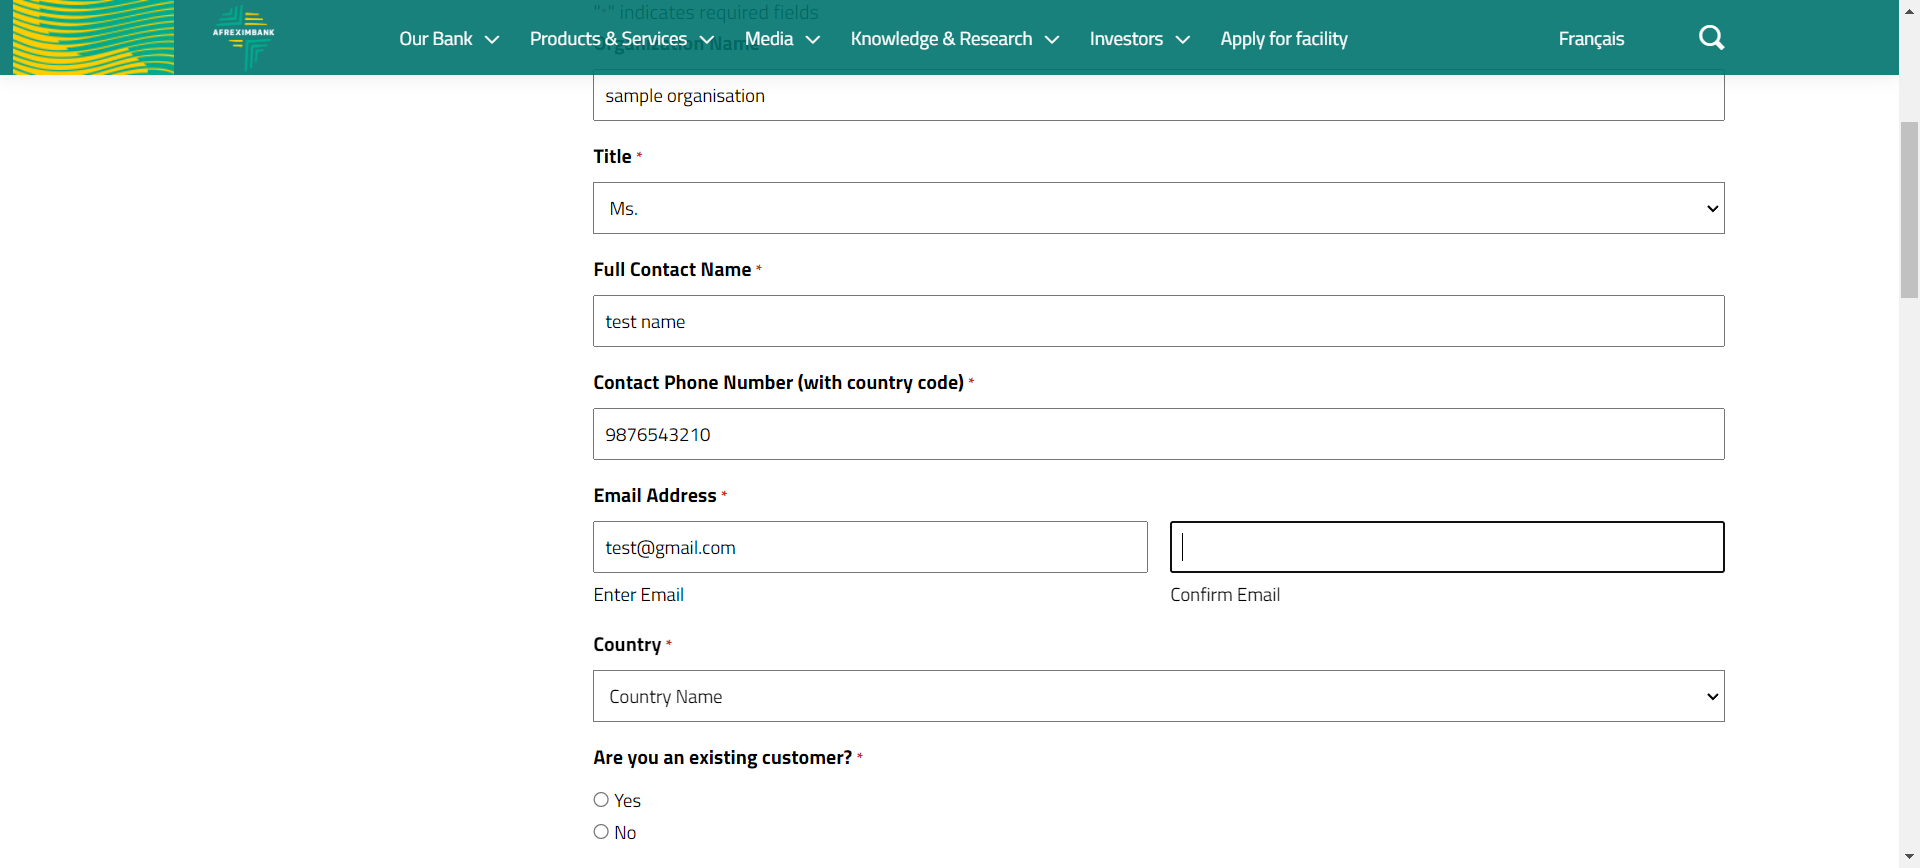 "*" indicates required fields
AFREXIMBANK
Our Bank Products & Services Media Knowledge & Research Investors Apply for facility Français
Organization Name
sample organisation
Title *
Ms.
Full Contact Name *
test name
Contact Phone Number (with country code) *
9876543210
Email Address *
test@gmail.com
Enter Email Confirm Email
Country *
Country Name
Are you an existing customer? *
Yes
No